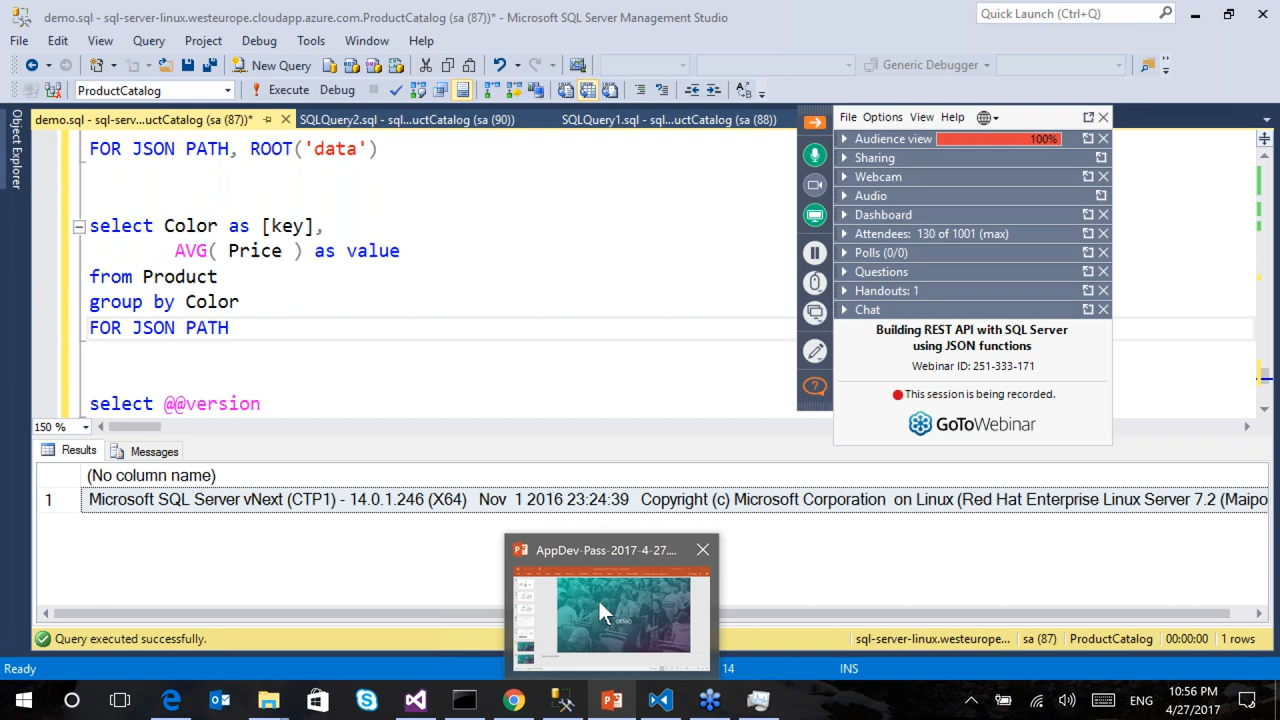 demo.sql - sql-server-linux.westeurope.cloudapp.azure.com.ProductCatalog (sa (87))* - Microsoft SQL Server Management Studio
Quick Launch (Ctrl+Q)
File Edit View Query Project Debug Tools Window Help
New Query
Generic Debugger
ProductCatalog
Execute Debug
Object Explorer
demo.sql - sql-serv...uctCatalog (sa (87))*
SQLQuery2.sql - sql...uctCatalog (sa (90))
SQLQuery1.sql - sql...uctCatalog (sa (88))
FOR JSON PATH, ROOT('data')
select Color as [key],
AVG( Price ) as value
from Product
group by Color
FOR JSON PATH
select @@version
150 %
File Options View Help
Audience view 100%
Sharing
Webcam
Audio
Dashboard
Attendees: 130 of 1001 (max)
Polls (0/0)
Questions
Handouts: 1
Chat
Building REST API with SQL Server
using JSON functions
Webinar ID: 251-333-171
This session is being recorded.
GoToWebinar
Results Messages
(No column name)
1 Microsoft SQL Server vNext (CTP1) - 14.0.1.246 (X64) Nov 1 2016 23:24:39 Copyright (c) Microsoft Corporation on Linux (Red Hat Enterprise Linux Server 7.2 (Maipo
AppDev-Pass-2017-4-27....
DEMO
Query executed successfully.
sql-server-linux.westeurope... sa (87) ProductCatalog 00:00:00 1 rows
Ready
14
INS
ENG
10:56 PM
4/27/2017